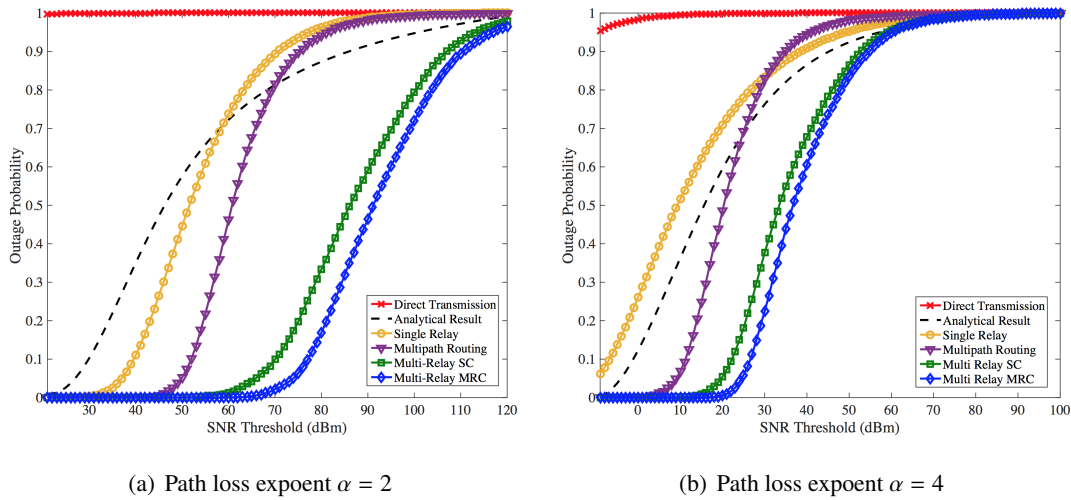 1
0.9
0.8
0.7
0.6
0.5
0.4
0.3
0.2
0.1
0
Outage Probability
Direct Transmission
Analytical Result
Single Relay
Multipath Routing
Multi-Relay SC
Multi-Relay MRC
30 40 50 60 70 80 90 100 110 120
SNR Threshold (dBm)
(a) Path loss expoent α = 2
1
0.9
0.8
0.7
0.6
0.5
0.4
0.3
0.2
0.1
0
Outage Probability
Direct Transmission
Analytical Result
Single Relay
Multipath Routing
Multi Relay SC
Multi Relay MRC
0 10 20 30 40 50 60 70 80 90 100
SNR Threshold (dBm)
(b) Path loss expoent α = 4